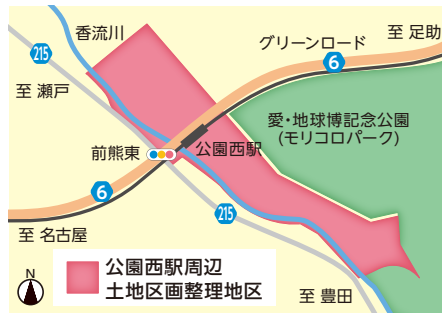 香流川
215
グリーンロード
至 足助
6
至 瀬戸
愛・地球博記念公園
(モリコロパーク)
前熊東
公園西駅
6
215
至 名古屋
N
公園西駅周辺
土地区画整理地区
至 豊田